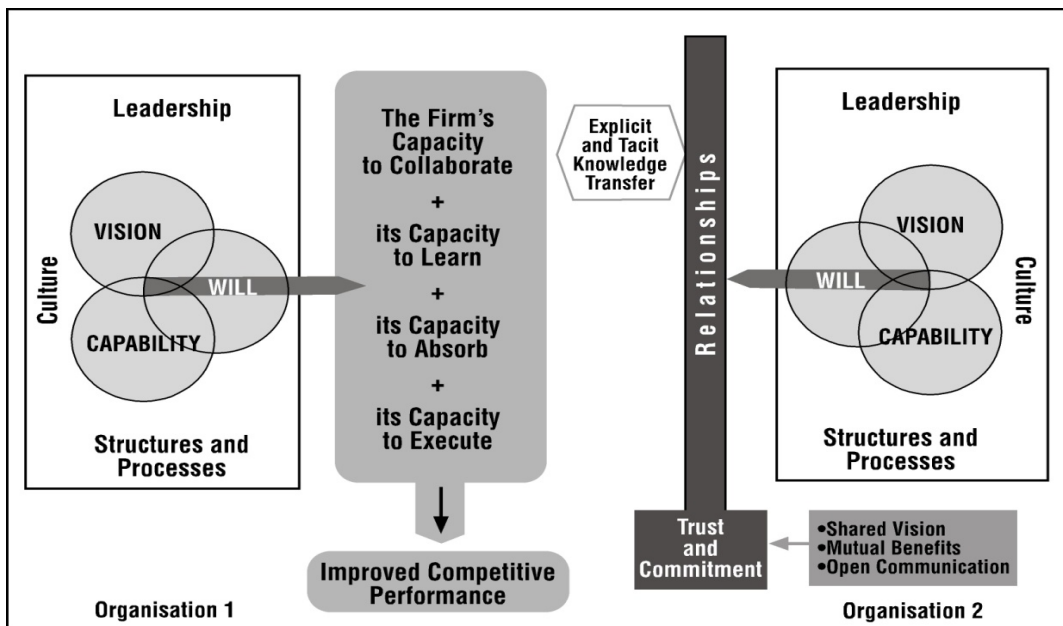 Leadership
VISION
WILL
CAPABILITY
Culture
Structures and
Processes
Organisation 1
The Firm's
Capacity
to Collaborate
+
its Capacity
to Learn
+
its Capacity
to Absorb
+
its Capacity
to Execute
Improved Competitive
Performance
Explicit
and Tacit
Knowledge
Transfer
Relationships
Trust
and
Commitment
•Shared Vision
•Mutual Benefits
•Open Communication
Leadership
VISION
WILL
CAPABILITY
Culture
Structures and
Processes
Organisation 2